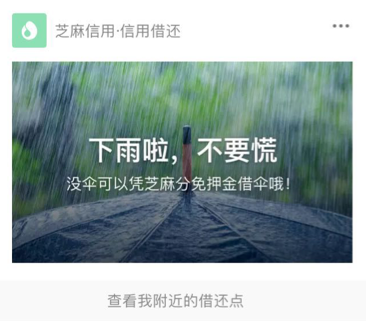 芝麻信用·信用借还
下雨啦，不要慌
没伞可以凭芝麻分免押金借伞哦！
查看我附近的借还点